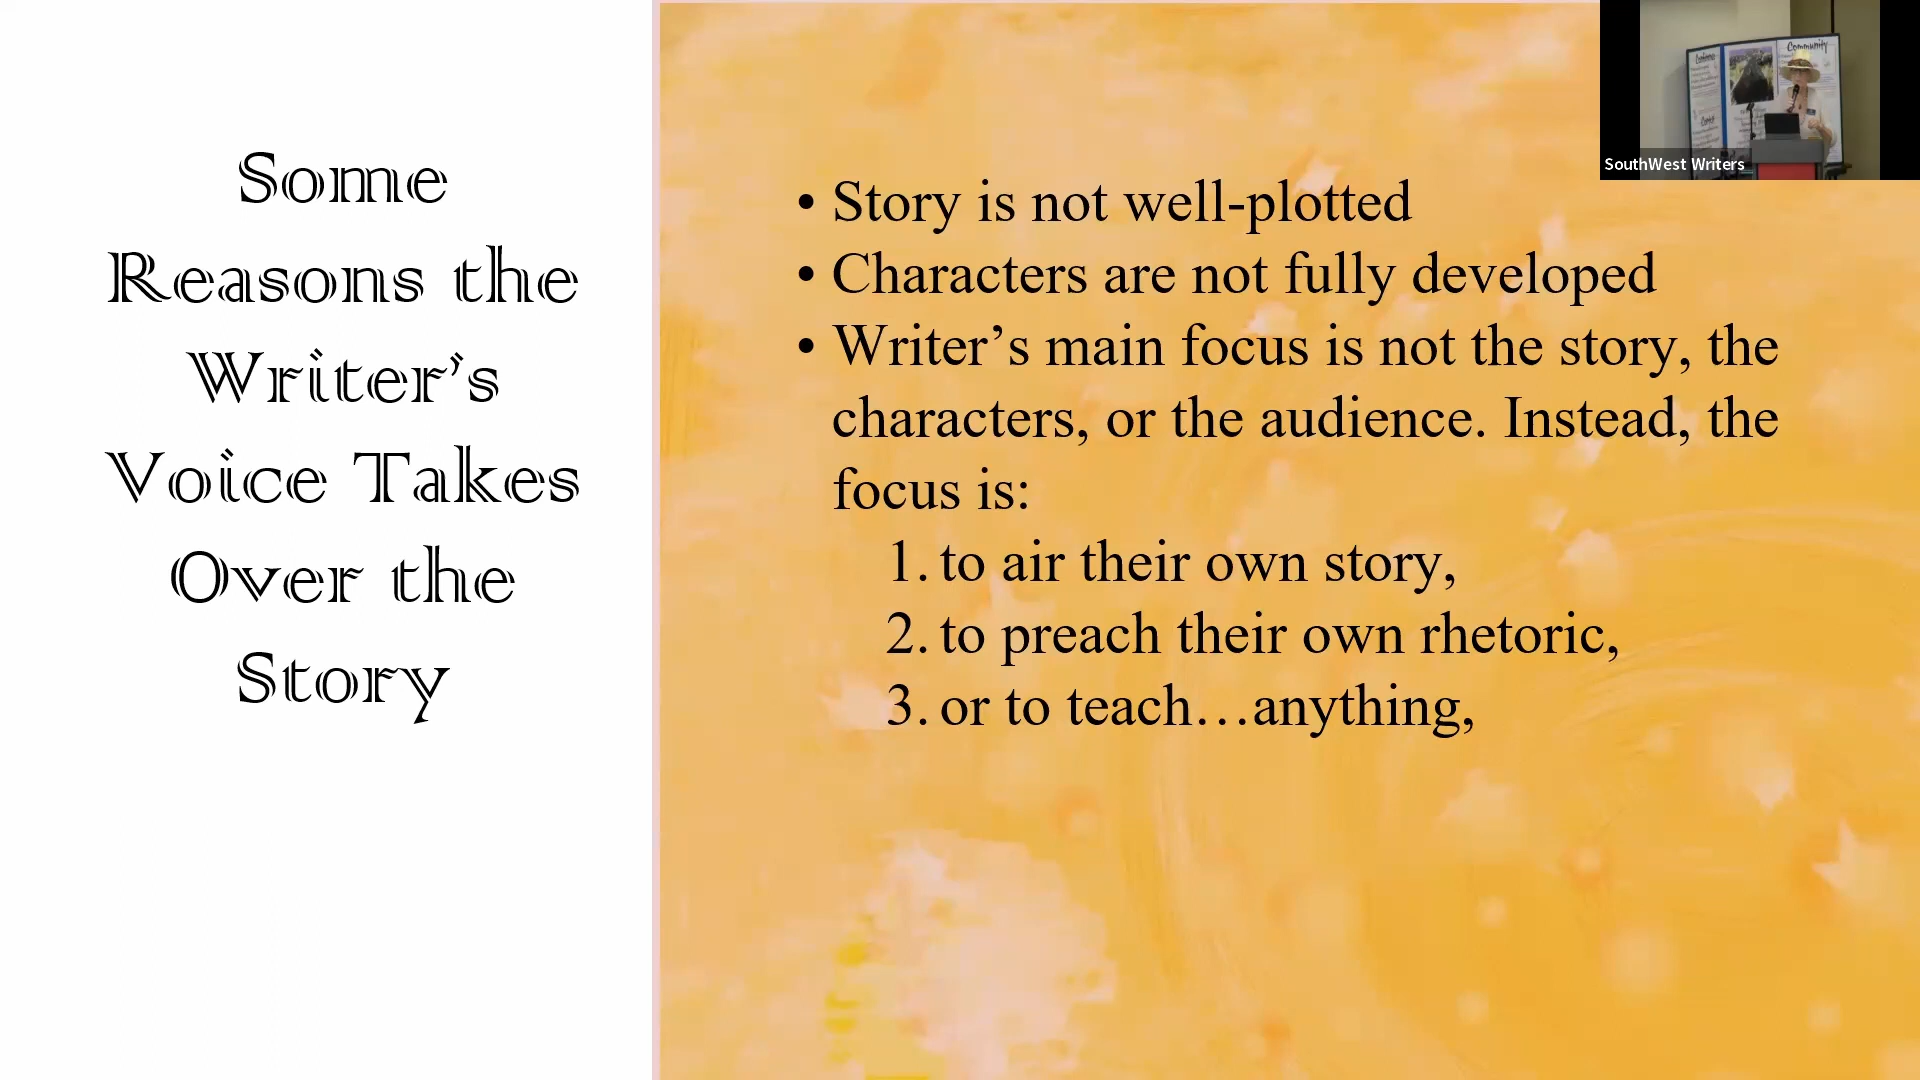 Some
Reasons the
Writer's
Voice Takes
Over the
Story
• Story is not well-plotted
• Characters are not fully developed
• Writer’s main focus is not the story, the
characters, or the audience. Instead, the
focus is:
1. to air their own story,
2. to preach their own rhetoric,
3. or to teach…anything,
Community
SouthWest Writers